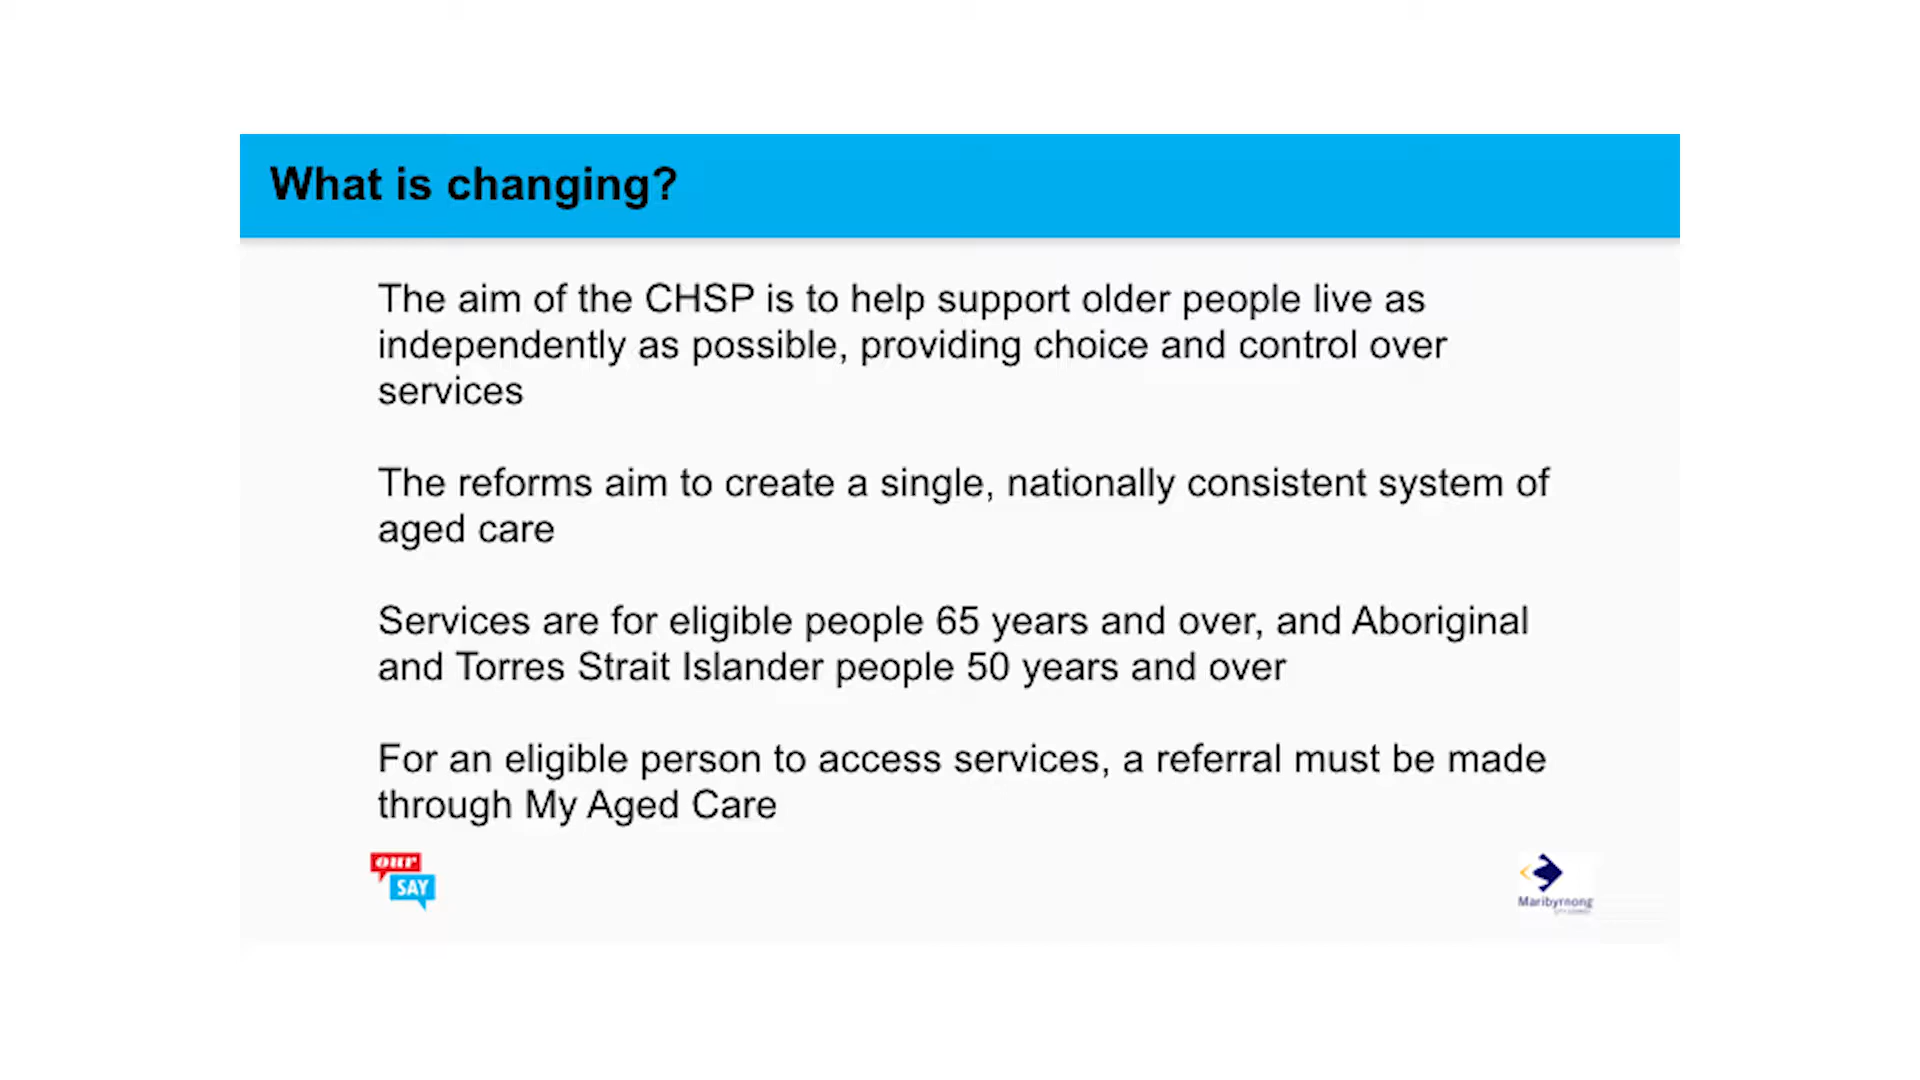 What is changing?
The aim of the CHSP is to help support older people live as
independently as possible, providing choice and control over
services
The reforms aim to create a single, nationally consistent system of
aged care
Services are for eligible people 65 years and over, and Aboriginal
and Torres Strait Islander people 50 years and over
For an eligible person to access services, a referral must be made
through My Aged Care
our
SAY
Maribyrnong